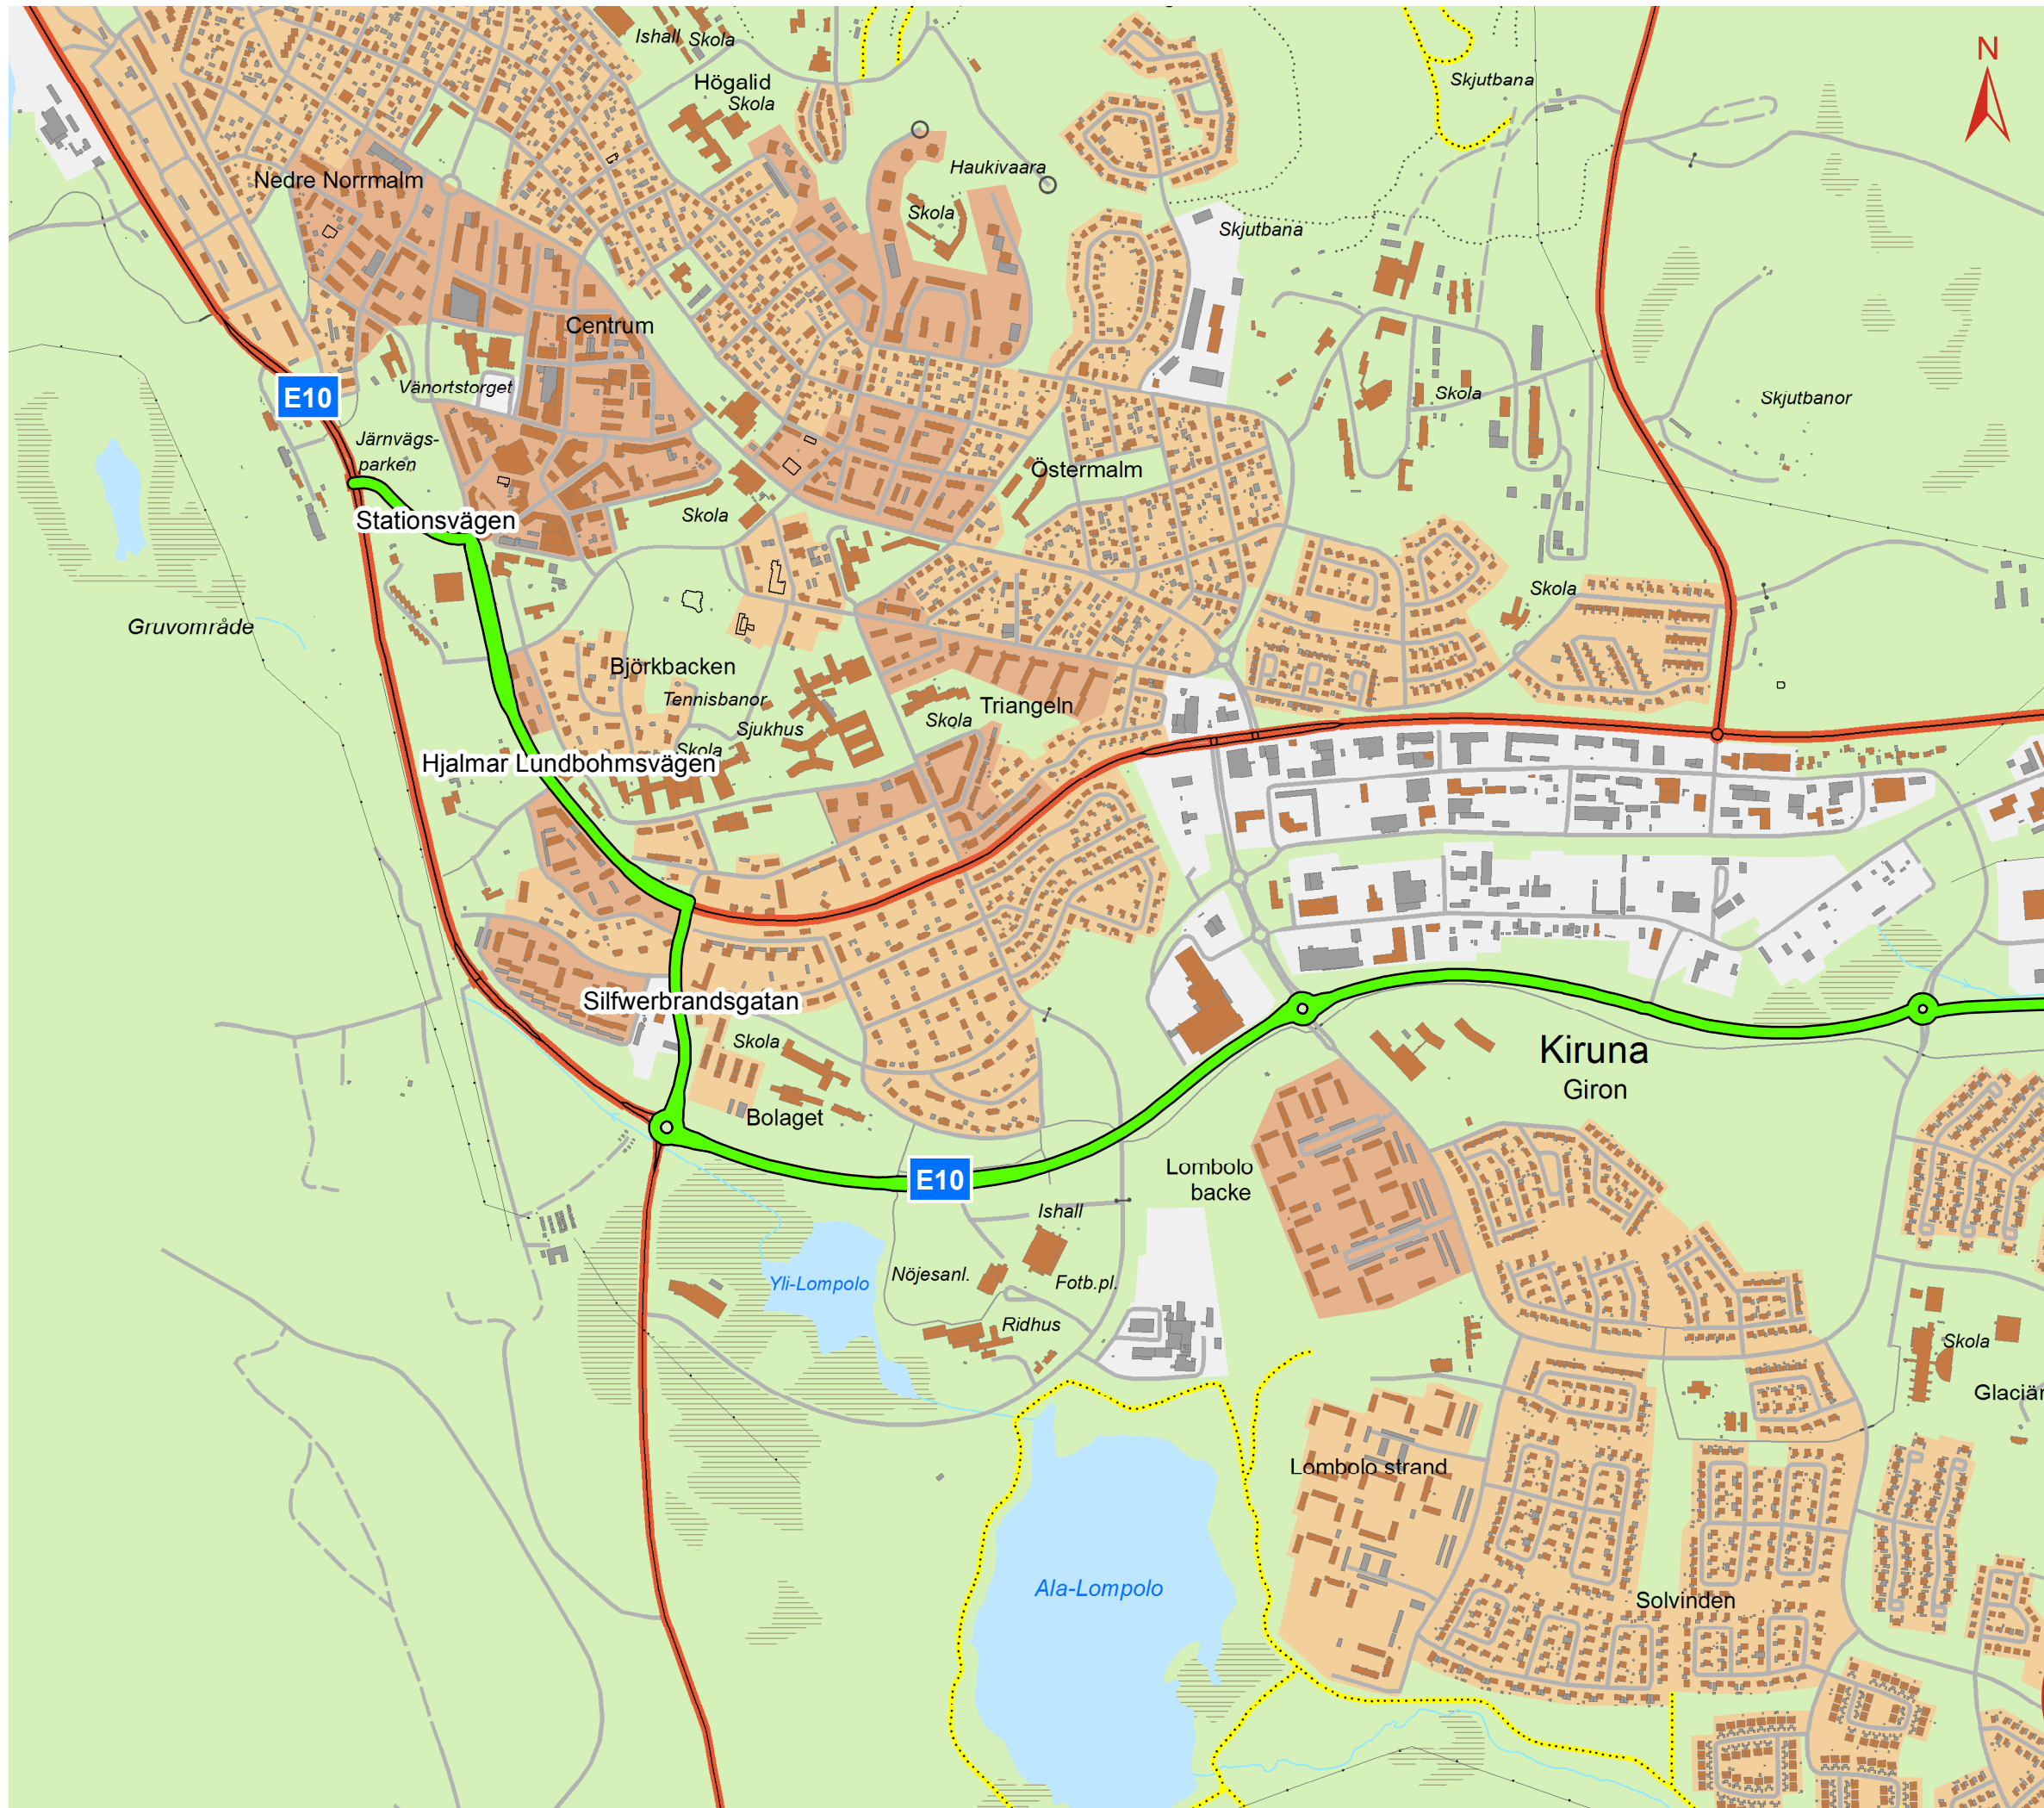 Ishall
Skola
Högalid
Skola
Skjutbana
N
Nedre Norrmalm
Haukivaara
Skola
Skjutbana
Centrum
Vänortstorget
E10
Skola
Skjutbanor
Järnvägs-
parken
Östermalm
Stationsvägen
Skola
Skola
Gruvområde
Björkbacken
Tennisbanor
Sjukhus
Skola
Triangeln
Skola
Hjalmar Lundbohmsvägen
Silfwerbrandsgatan
Skola
Kiruna
Giron
Bolaget
E10
Lombolo
backe
Ishall
Nöjesanl.
Fotb.pl.
Yli-Lompolo
Ridhus
Skola
Glaciär
Lombolo strand
Ala-Lompolo
Solvinden